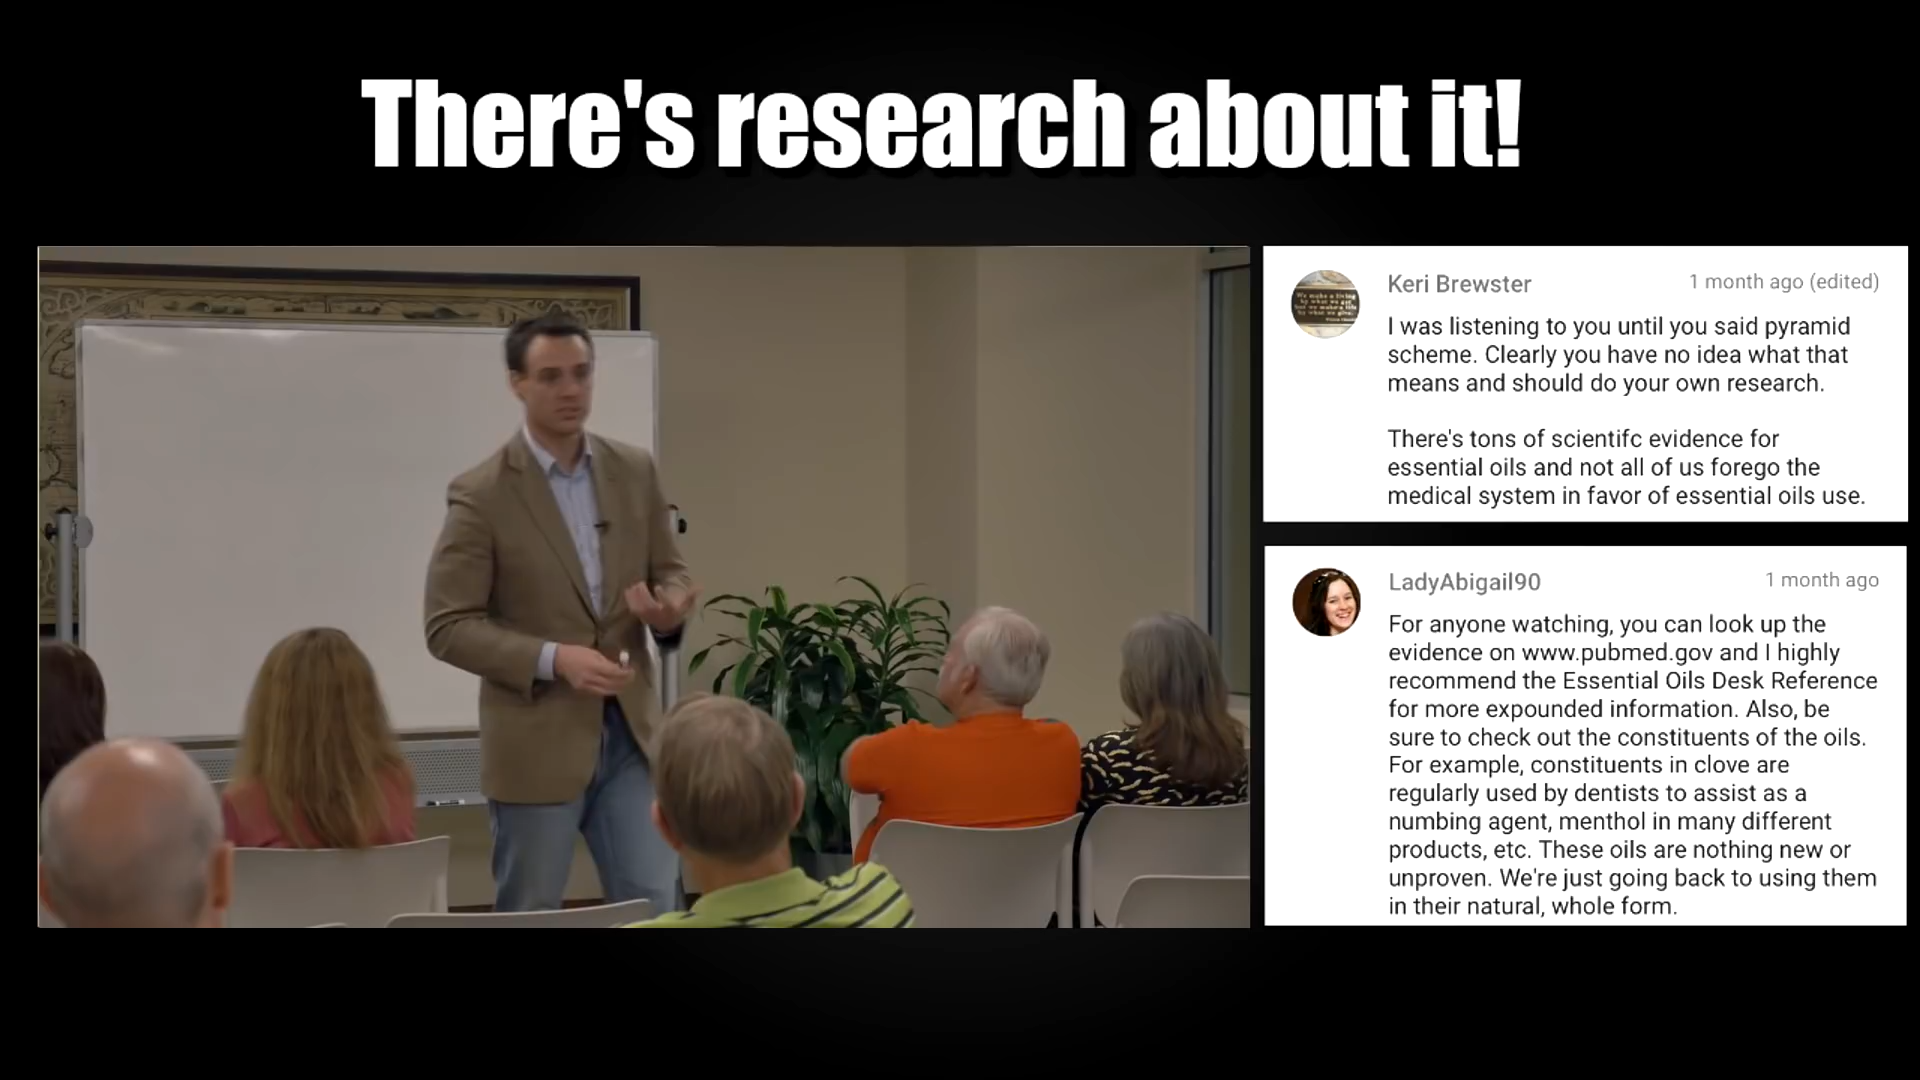 There's research about it!
Keri Brewster
1 month ago (edited)
I was listening to you until you said pyramid
scheme. Clearly you have no idea what that
means and should do your own research.
There's tons of scientifc evidence for
essential oils and not all of us forego the
medical system in favor of essential oils use.
LadyAbigail90
1 month ago
For anyone watching, you can look up the
evidence on www.pubmed.gov and I highly
recommend the Essential Oils Desk Reference
for more expounded information. Also, be
sure to check out the constituents of the oils.
For example, constituents in clove are
regularly used by dentists to assist as a
numbing agent, menthol in many different
products, etc. These oils are nothing new or
unproven. We're just going back to using them
in their natural, whole form.